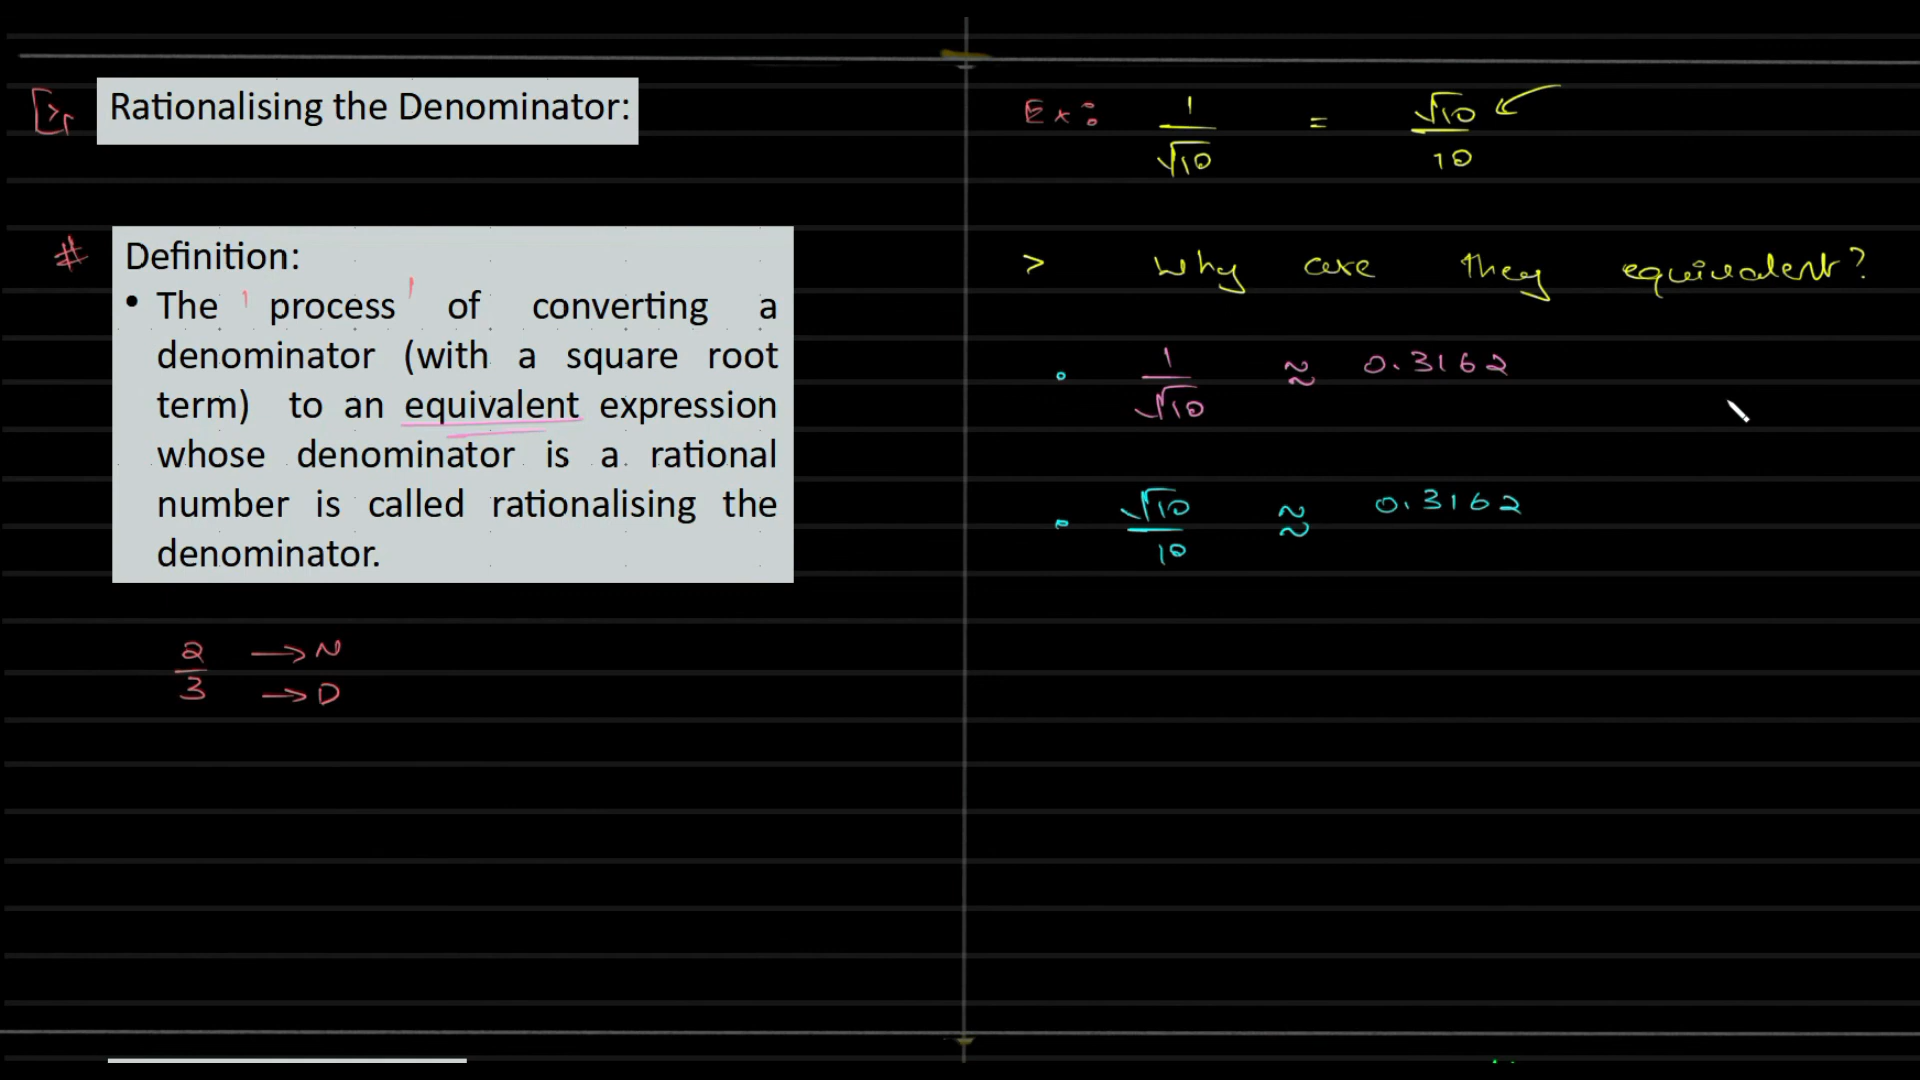 Rationalising the Denominator:
# Definition:
• The 'process' of converting a
denominator (with a square root
term) to an equivalent expression
whose denominator is a rational
number is called rationalising the
denominator.
2 → N
3 → D
Ex: 1/√10 = √10/10
> Why are they equivalent?
• 1/√10 ≈ 0.3162
• √10/10 ≈ 0.3162